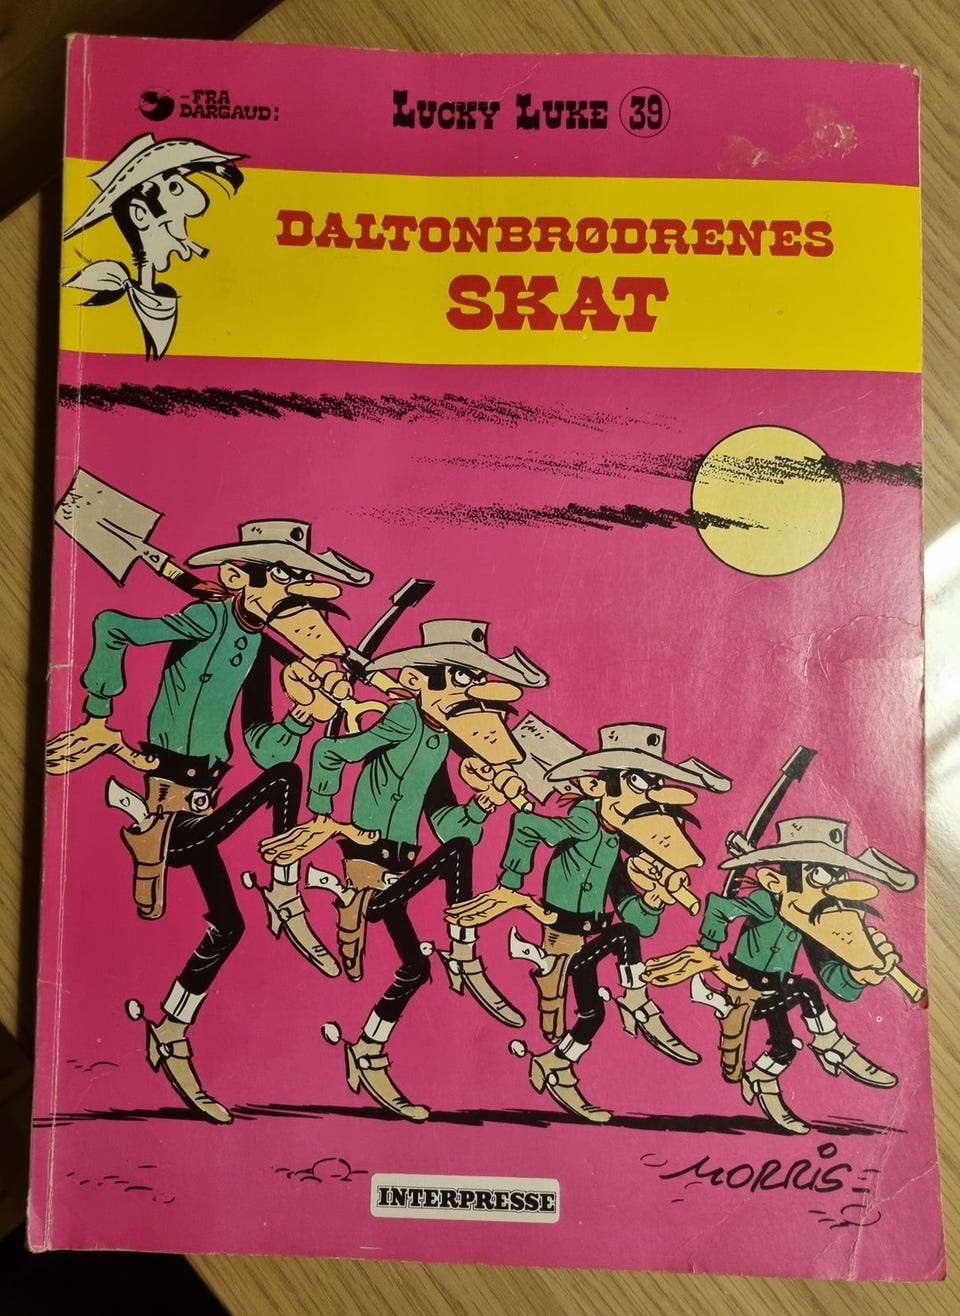 -FRA
DARGAUD:
LUCKY LUKE 39
DALTONBRØDRENES
SKAT
MORRIS
INTERPRESSE